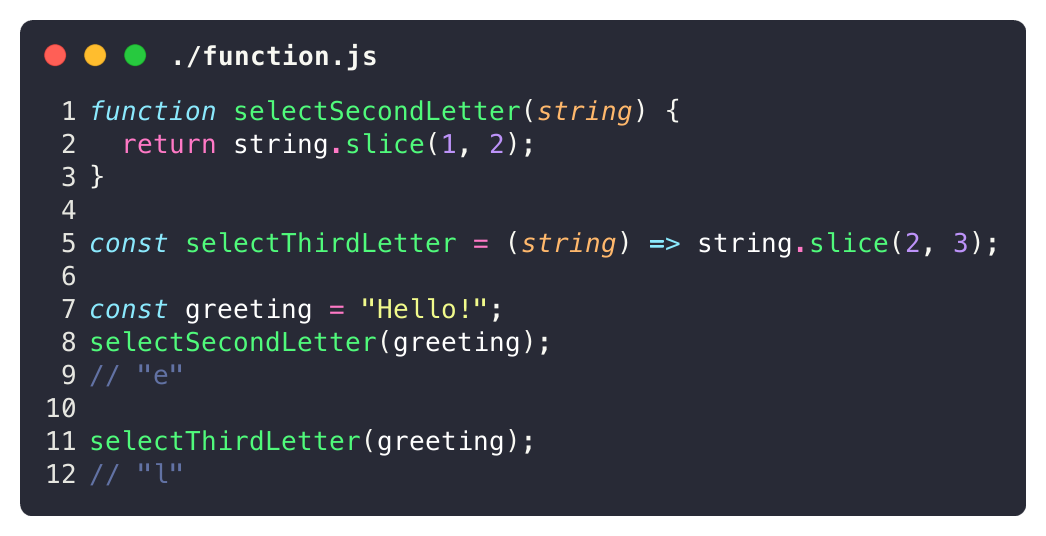 ./function.js
1 function selectSecondLetter(string) {
2   return string.slice(1, 2);
3 }
4
5 const selectThirdLetter = (string) => string.slice(2, 3);
6
7 const greeting = "Hello!";
8 selectSecondLetter(greeting);
9 // "e"
10
11 selectThirdLetter(greeting);
12 // "l"